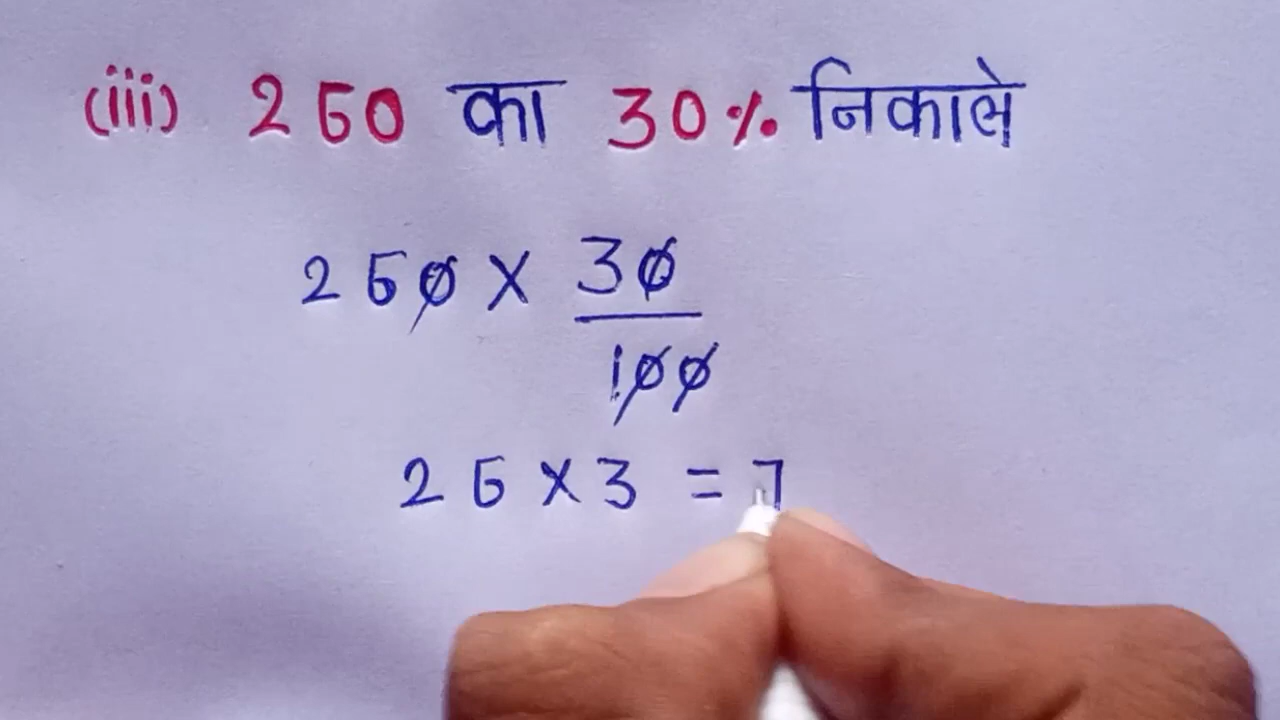 (iii) 250 का 30% निकाले
250 × 30
100
25 × 3 = 7